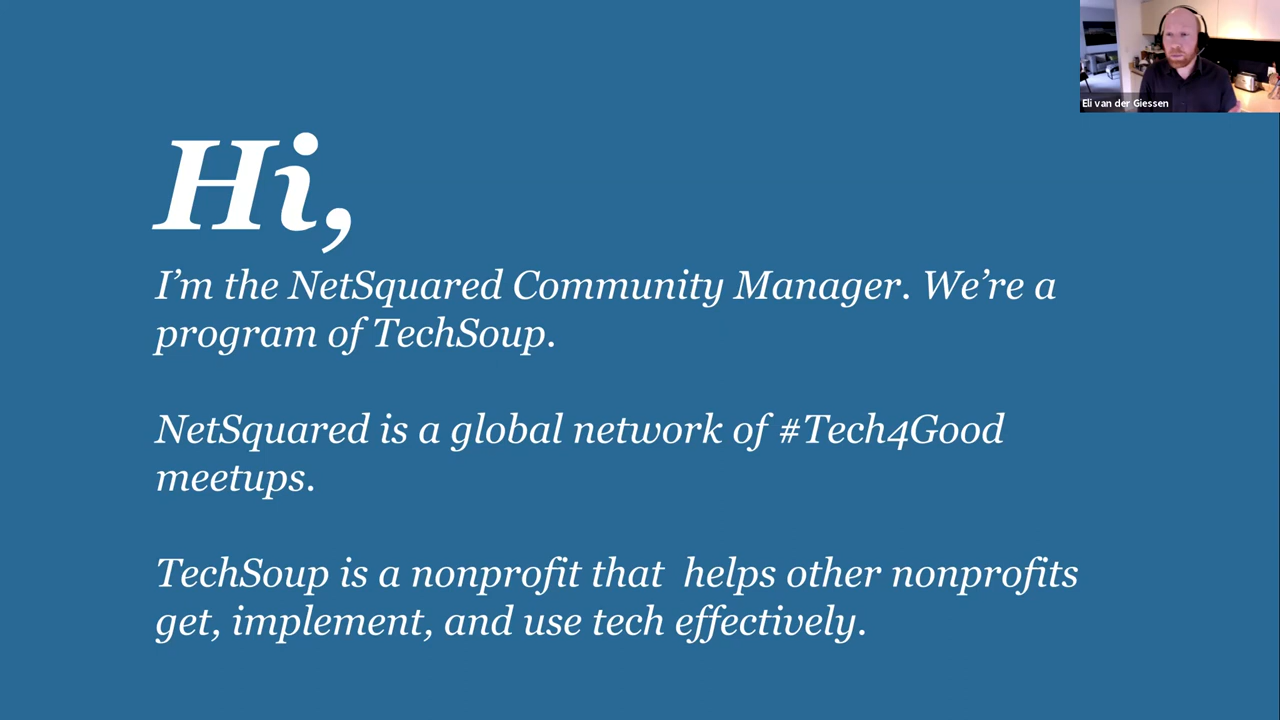 Eli van der Giessen
Hi,
I’m the NetSquared Community Manager. We’re a
program of TechSoup.
NetSquared is a global network of #Tech4Good
meetups.
TechSoup is a nonprofit that  helps other nonprofits
get, implement, and use tech effectively.